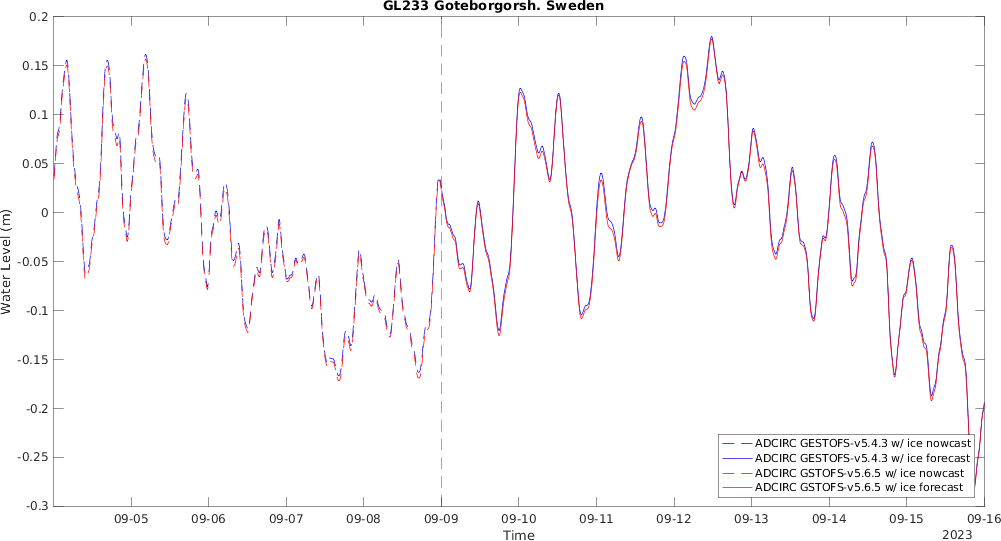 GL233 Goteborgorsh. Sweden
0.2
0.15
0.1
0.05
0
-0.05
-0.1
-0.15
-0.2
-0.25
-0.3
Water Level (m)
ADCIRC GESTOFS-v5.4.3 w/ ice nowcast
ADCIRC GESTOFS-v5.4.3 w/ ice forecast
ADCIRC GSTOFS-v5.6.5 w/ ice nowcast
ADCIRC GSTOFS-v5.6.5 w/ ice forecast
09-05 09-06 09-07 09-08 09-09 09-10 09-11 09-12 09-13 09-14 09-15 09-16
Time
2023